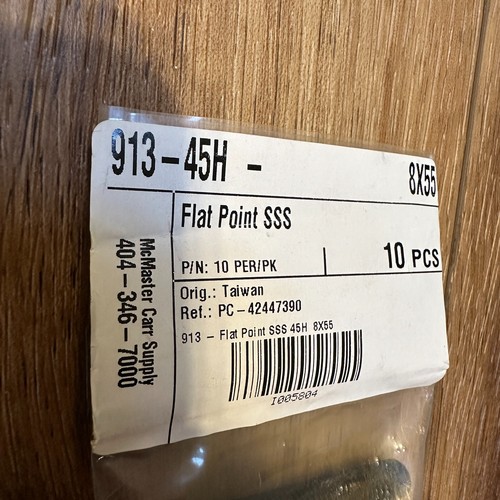 913-45H - 8X55
Flat Point SSS
P/N: 10 PER/PK 10 PCS
Orig.: Taiwan
Ref.: PC-42447390
913 - Flat Point SSS 45H 8X55
I005804
McMaster Carr Supply
404-346-7000